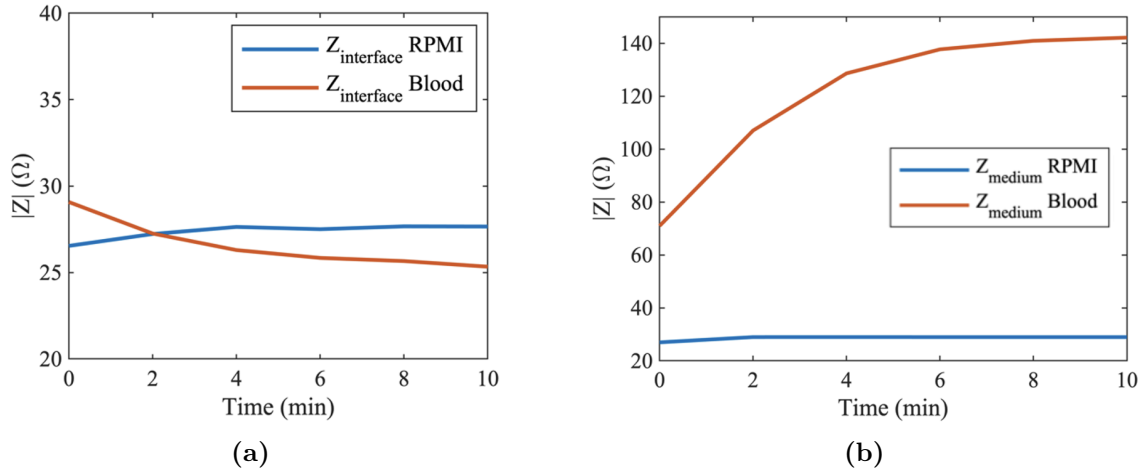 40
35
30
25
20
|Z| (Ω)
Z_interface RPMI
Z_interface Blood
0 2 4 6 8 10
Time (min)
(a)
140
120
100
80
60
40
20
|Z| (Ω)
Z_medium RPMI
Z_medium Blood
0 2 4 6 8 10
Time (min)
(b)